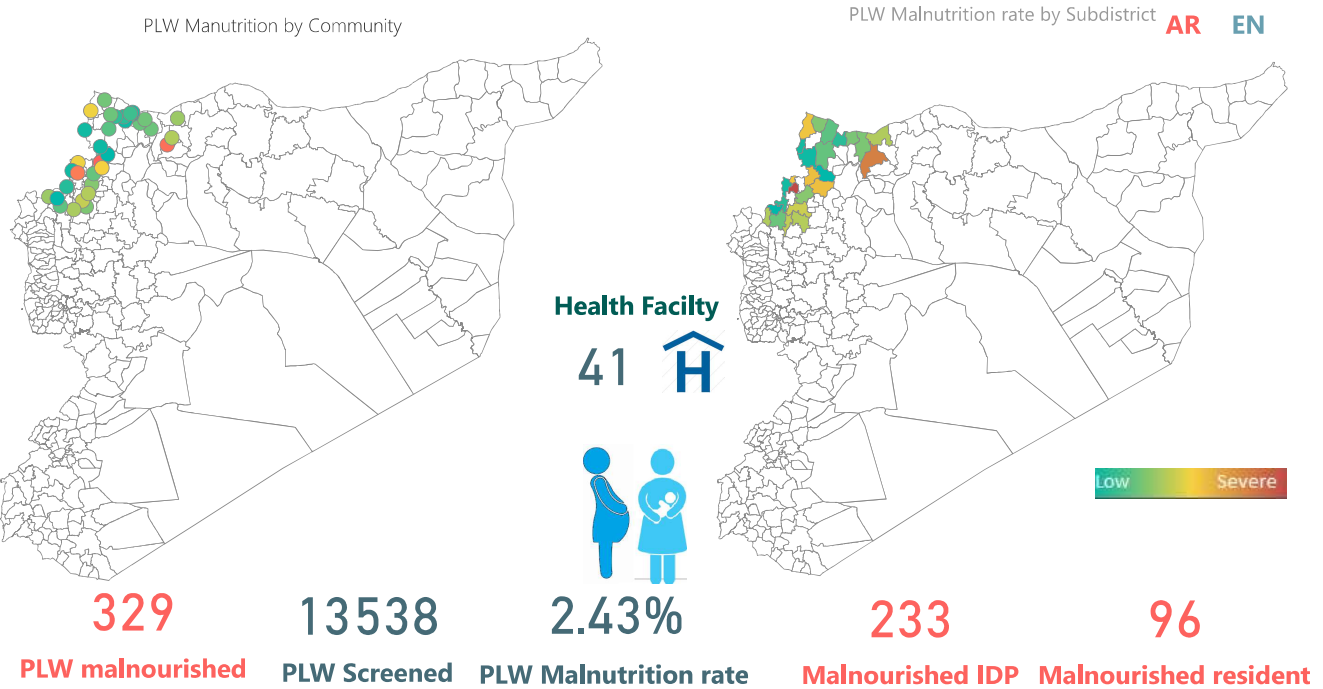 PLW Manutrition by Community
PLW Malnutrition rate by Subdistrict
AR EN
Health Facilty
41
H
Low Severe
329 13538 2.43% 233 96
PLW malnourished PLW Screened PLW Malnutrition rate Malnourished IDP Malnourished resident